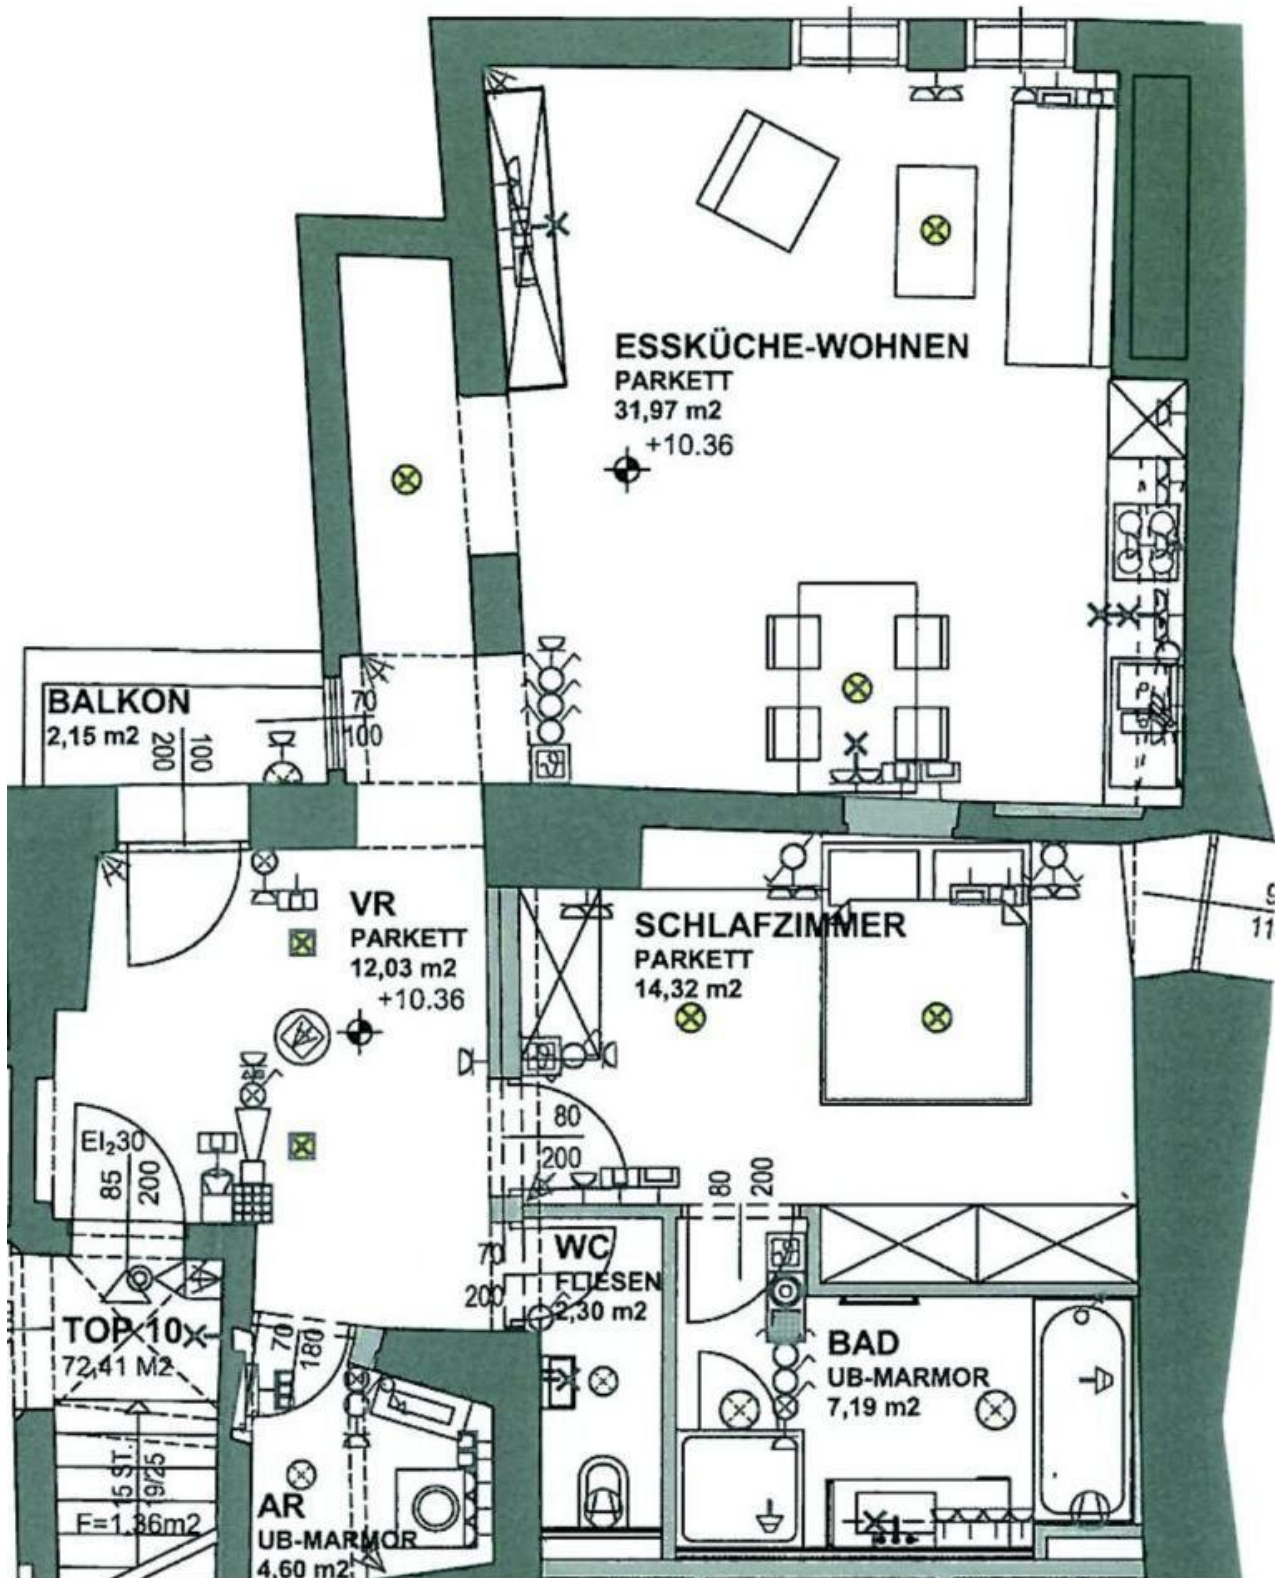 ESSKÜCHE-WOHNEN
PARKETT
31,97 m2
+10.36
BALKON
2,15 m2
100
200
70
100
VR
PARKETT
12,03 m2
+10.36
SCHLAFZIMMER
PARKETT
14,32 m2
9
11
EI₂30
85
200
80
200
80
200
WC
FLIESEN
2,30 m2
70
200
TOP 10
72,41 M2
70
180
BAD
UB-MARMOR
7,19 m2
15 ST.
19/25
F=1.36m2
AR
UB-MARMOR
4,60 m2